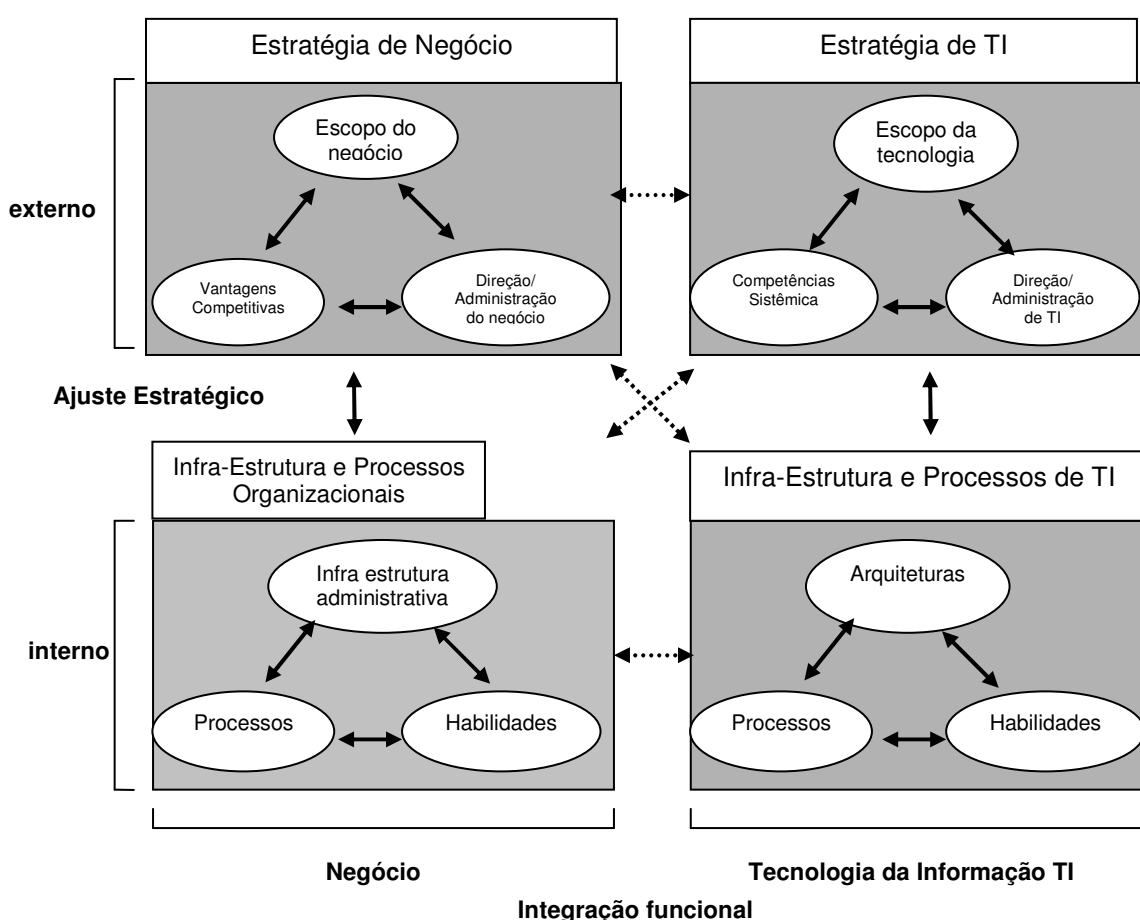 Estratégia de Negócio
Estratégia de TI
Escopo do
negócio
Escopo da
tecnologia
externo
Vantagens
Competitivas
Direção/
Administração
do negócio
Competências
Sistêmica
Direção/
Administração
de TI
Ajuste Estratégico
Infra-Estrutura e Processos
Organizacionais
Infra-Estrutura e Processos de TI
Infra estrutura
administrativa
Arquiteturas
interno
Processos
Habilidades
Processos
Habilidades
Negócio
Tecnologia da Informação TI
Integração funcional